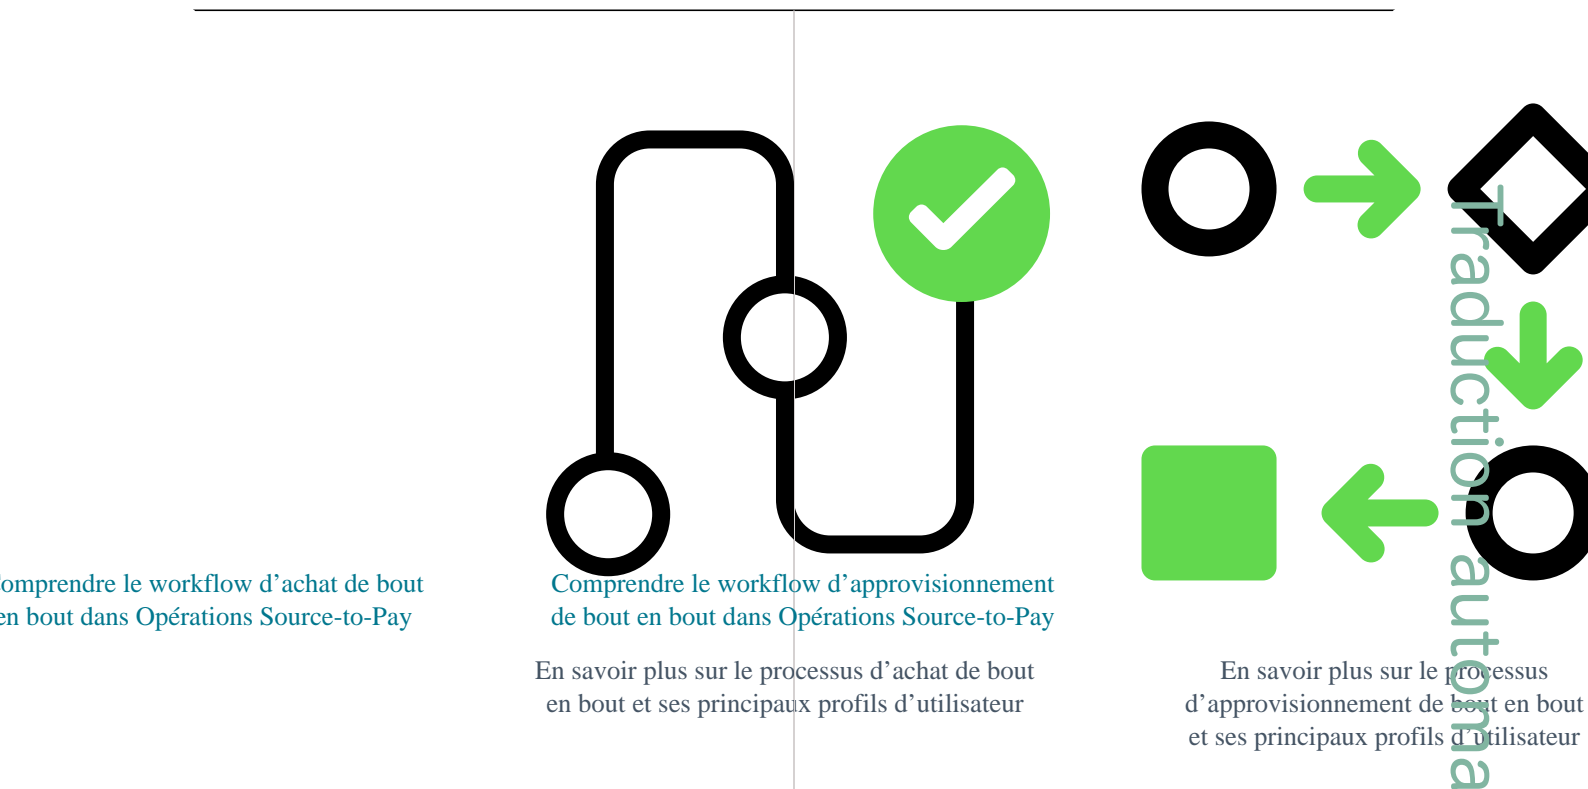 omprendre le workflow d’achat de bout
en bout dans Opérations Source-to-Pay
Comprendre le workflow d’approvisionnement
de bout en bout dans Opérations Source-to-Pay
En savoir plus sur le processus d’achat de bout
en bout et ses principaux profils d’utilisateur
En savoir plus sur le processus
d’approvisionnement de bout en bout
et ses principaux profils d’utilisateur
Traduction automa